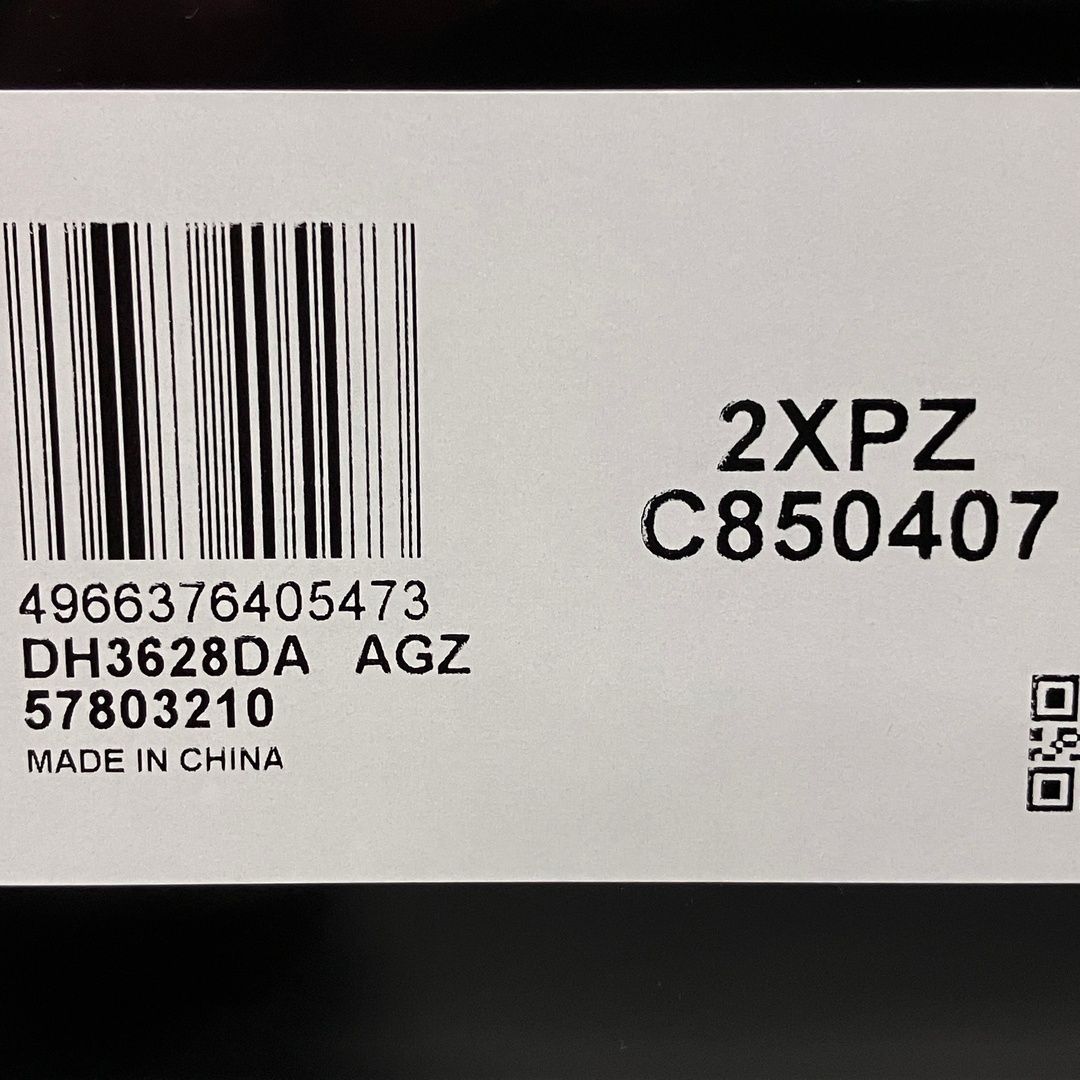 2XPZ
C850407
4966376405473
DH3628DA AGZ
57803210
MADE IN CHINA